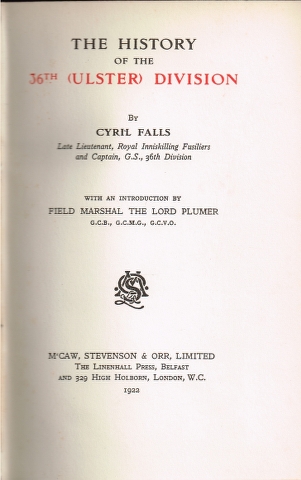 THE HISTORY
OF THE
36TH (ULSTER) DIVISION
BY
CYRIL FALLS
Late Lieutenant, Royal Inniskilling Fusiliers
and Captain, G.S., 36th Division
WITH AN INTRODUCTION BY
FIELD MARSHAL THE LORD PLUMER
G.C.B., G.C.M.G., G.C.V.O.
McCAW, STEVENSON & ORR, LIMITED
THE LINENHALL PRESS, BELFAST
AND 329 HIGH HOLBORN, LONDON, W.C.
1922